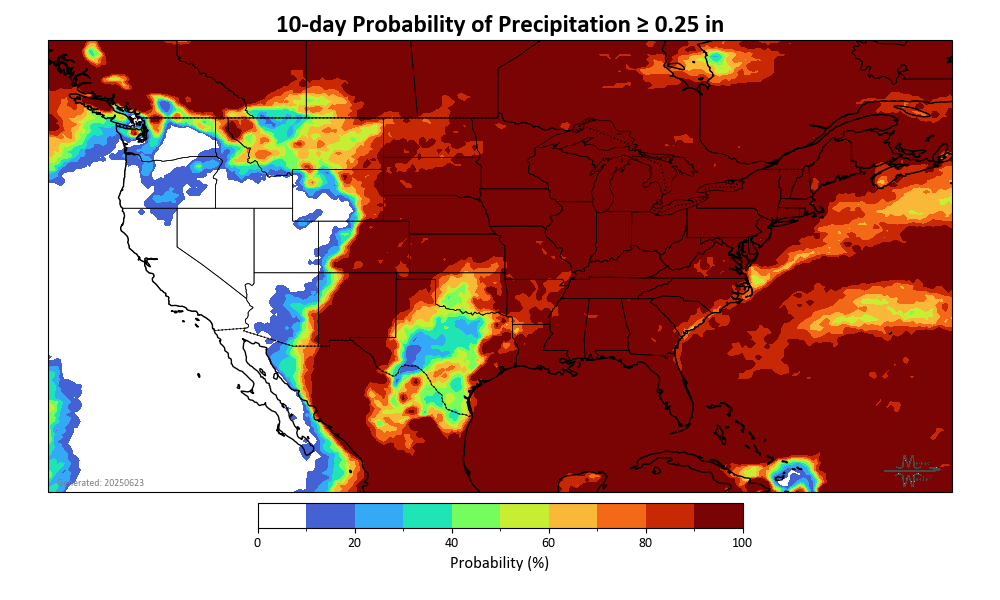 10-day Probability of Precipitation ≥ 0.25 in
Generated: 20250623
0 20 40 60 80 100
Probability (%)